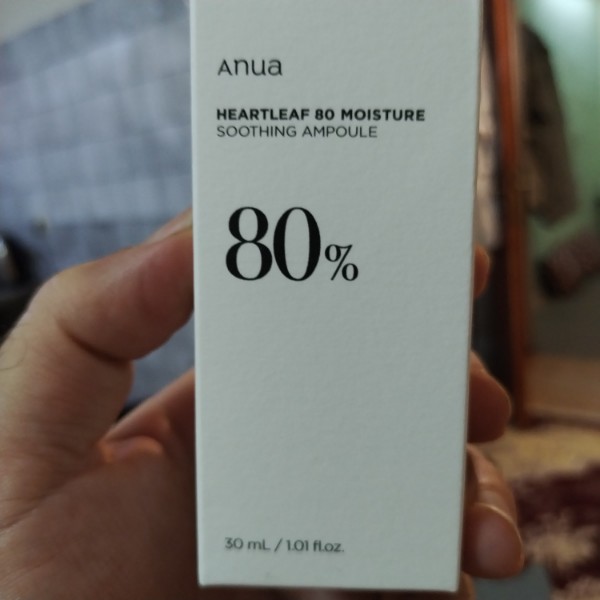 Anua
HEARTLEAF 80 MOISTURE
SOOTHING AMPOULE
80%
30 mL / 1.01 fl.oz.